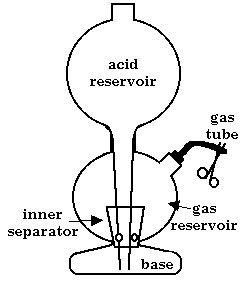 acid
reservoir
gas
tube
inner
separator
gas
reservoir
base